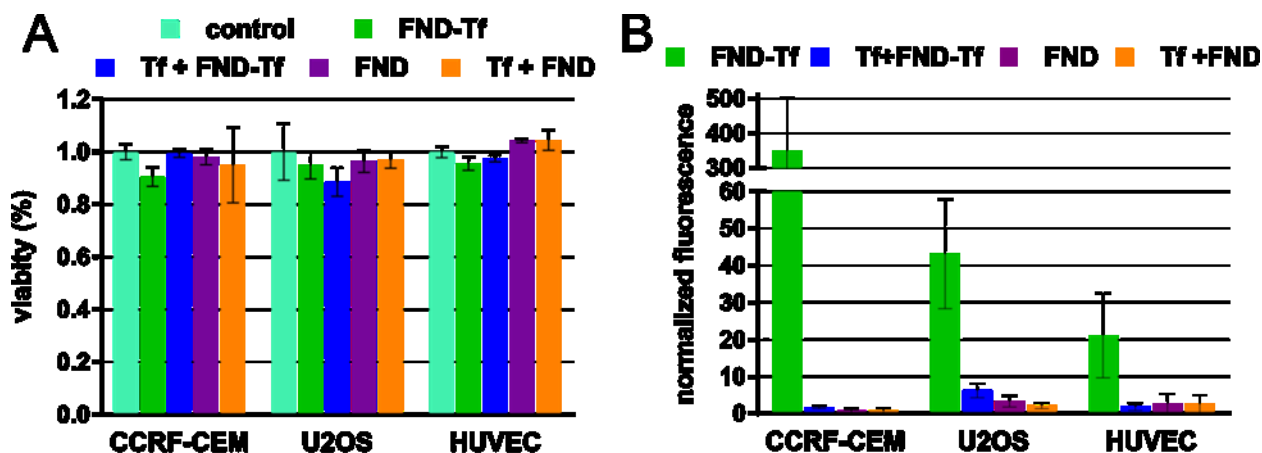 A
control FND-Tf
Tf + FND-Tf FND Tf + FND
viabity (%)
1.2
1.0
0.8
0.6
0.4
0.2
0.0
CCRF-CEM U2OS HUVEC
B
FND-Tf Tf+FND-Tf FND Tf +FND
normalized fluorescence
500
400
300
60
50
40
30
20
10
0
CCRF-CEM U2OS HUVEC